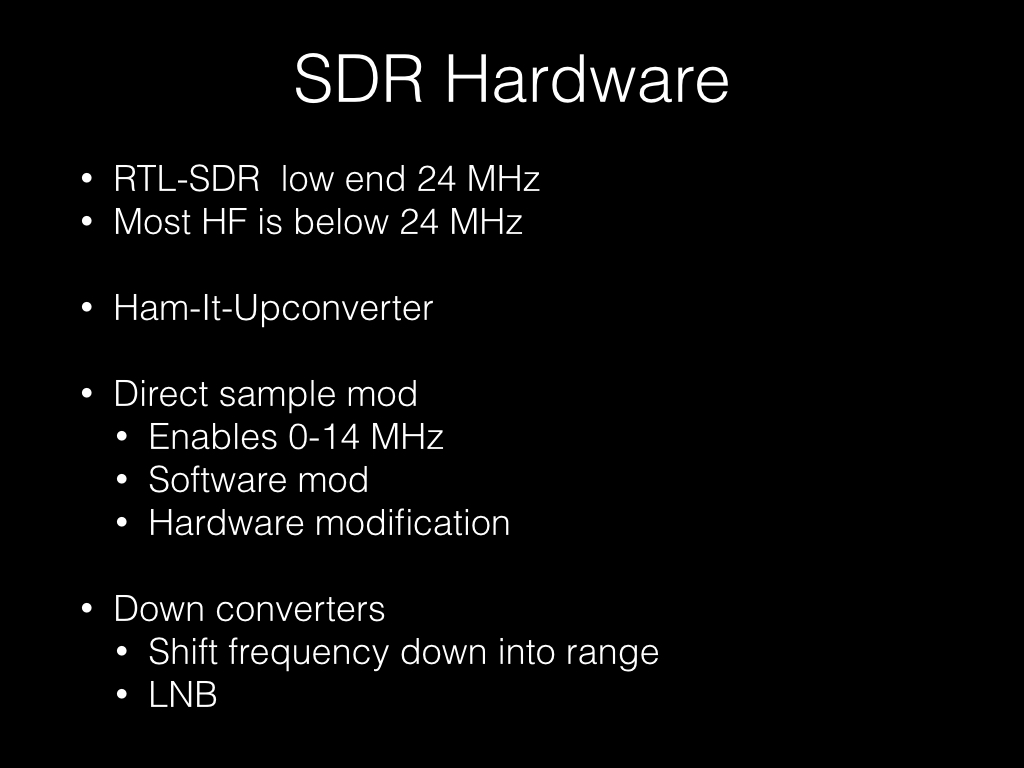 SDR Hardware
• RTL-SDR  low end 24 MHz
• Most HF is below 24 MHz
• Ham-It-Upconverter
• Direct sample mod
• Enables 0-14 MHz
• Software mod
• Hardware modification
• Down converters
• Shift frequency down into range
• LNB